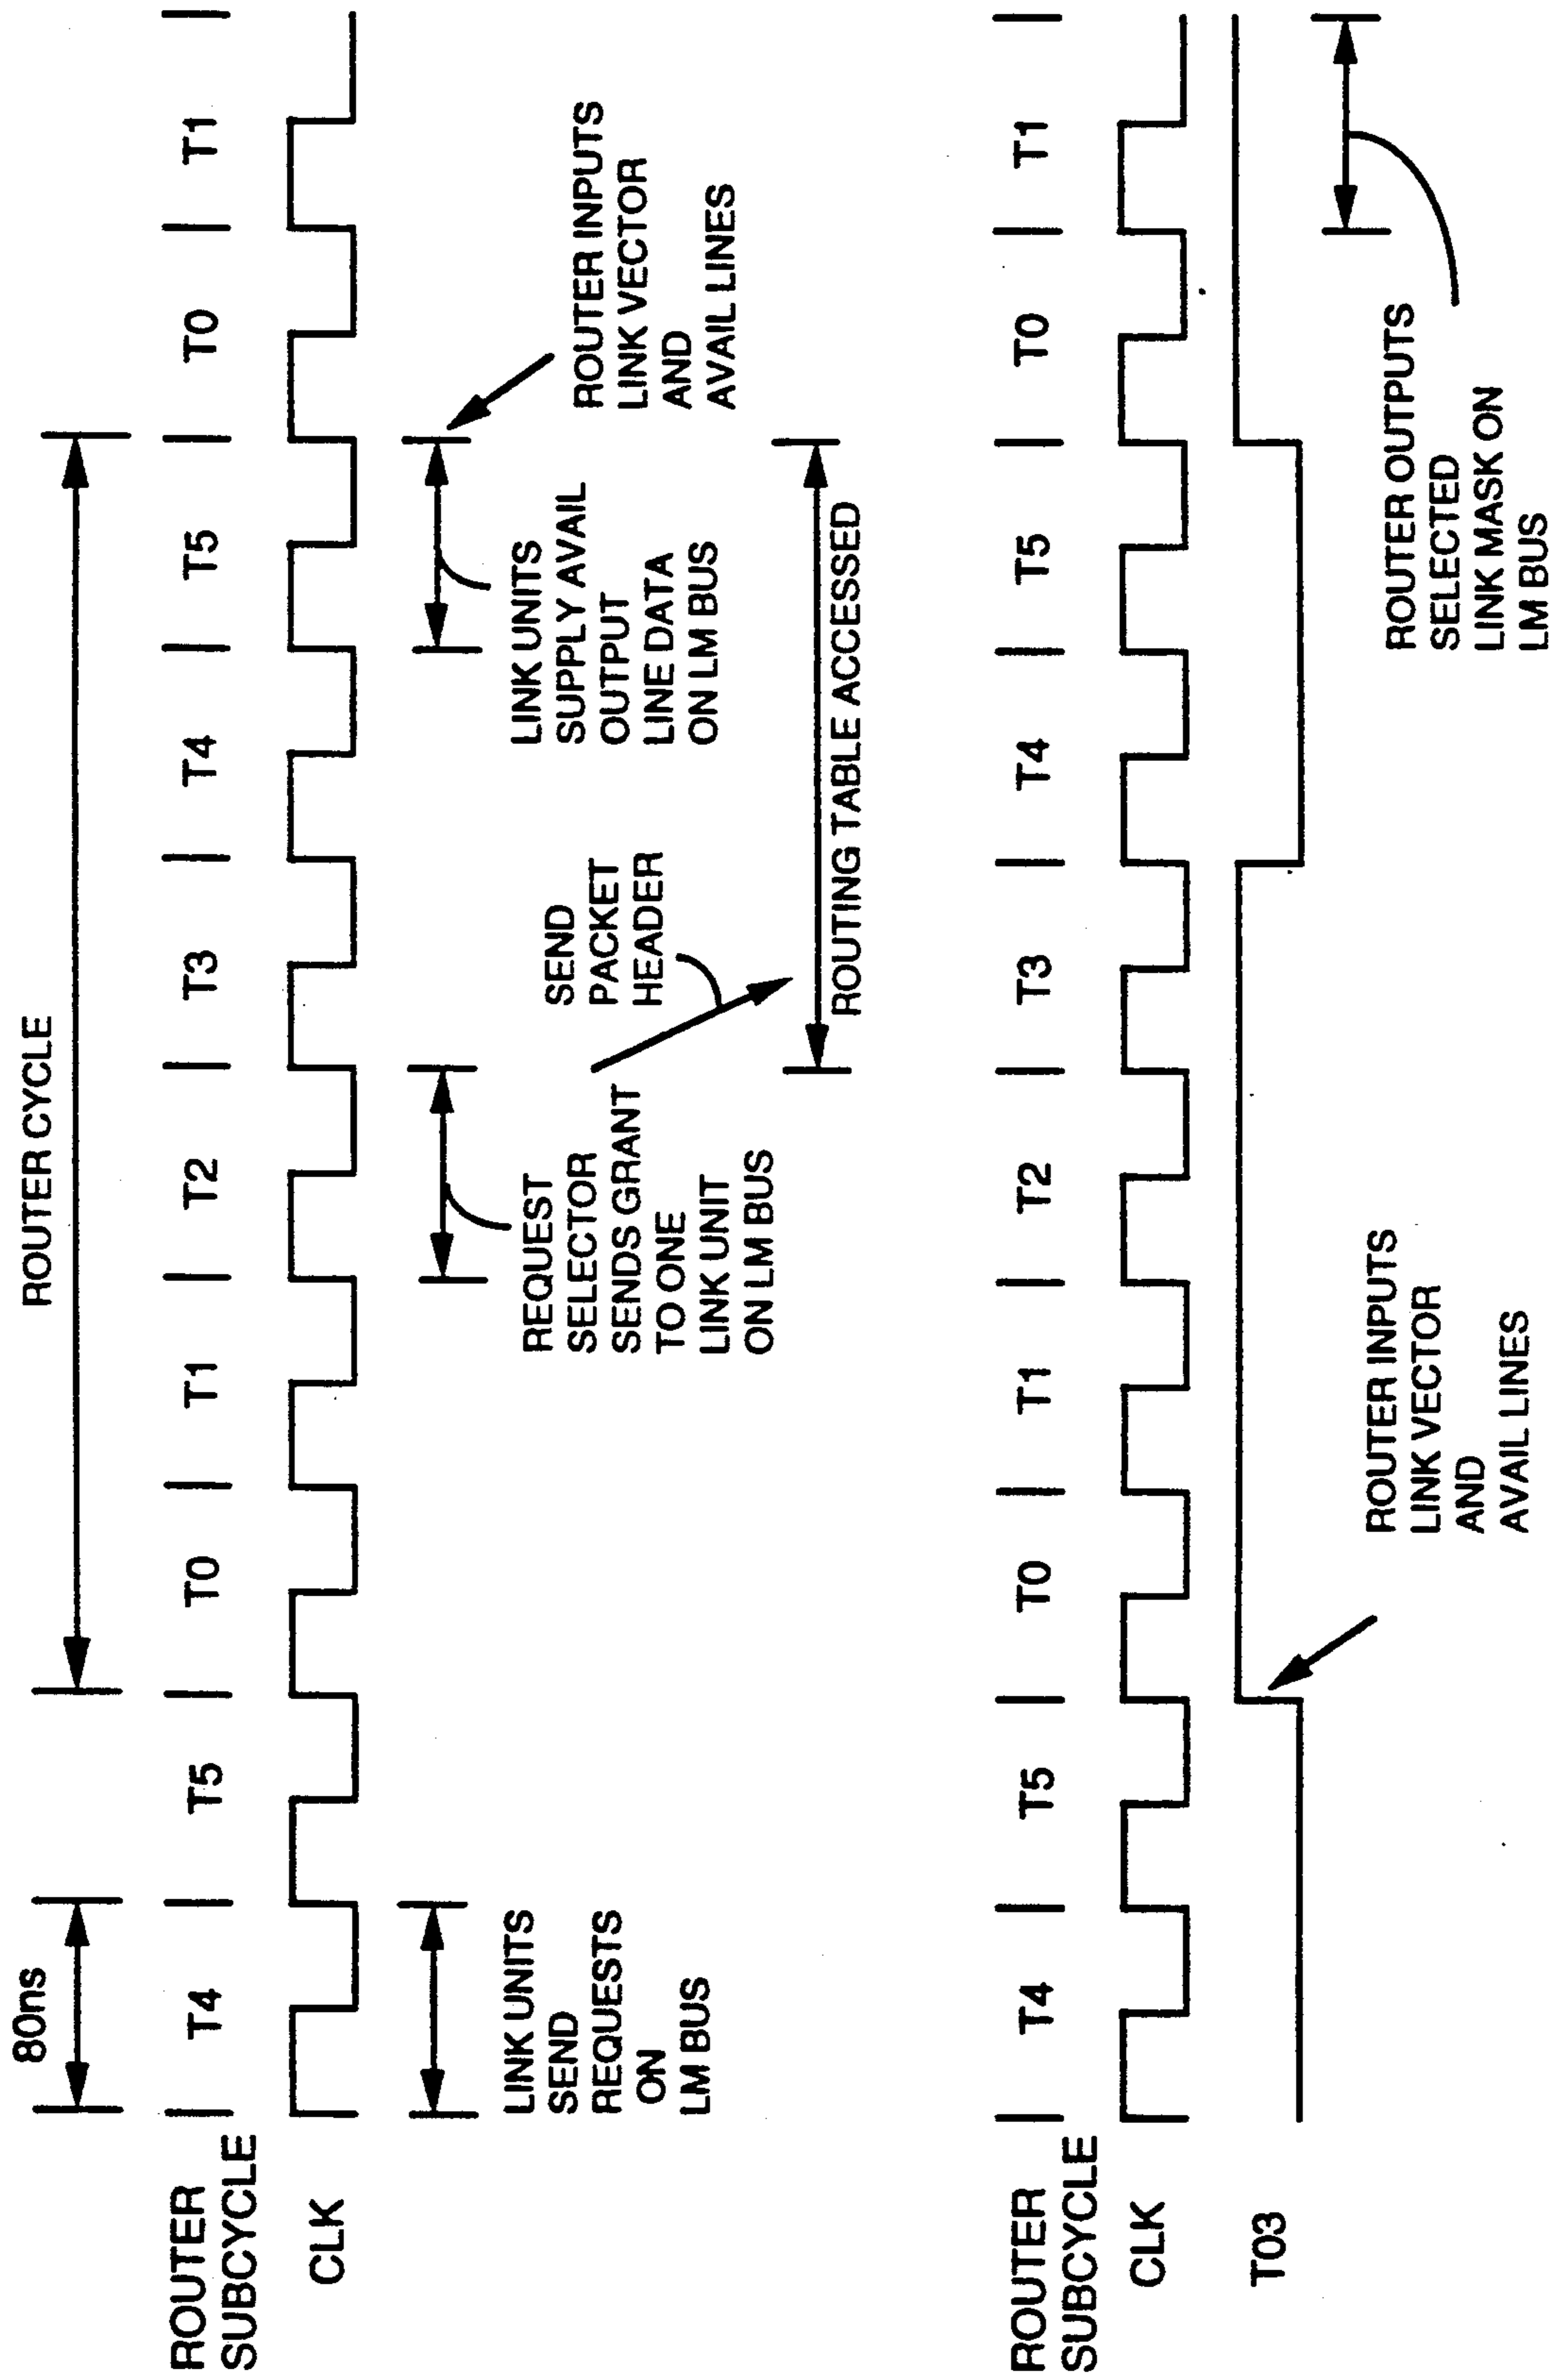 ROUTER CYCLE
80ns
ROUTER
SUBCYCLE
T4 T5 T0 T1 T2 T3 T4 T5 T0 T1
CLK
LINK UNITS
SEND
REQUESTS
ON
LM BUS
REQUEST
SELECTOR
SENDS GRANT
TO ONE
LINK UNIT
ON LM BUS
SEND
PACKET
HEADER
LINK UNITS
SUPPLY AVAIL
OUTPUT
LINE DATA
ON LM BUS
ROUTER INPUTS
LINK VECTOR
AND
AVAIL LINES
ROUTING TABLE ACCESSED
ROUTER
SUBCYCLE
T4 T5 T0 T1 T2 T3 T4 T5 T0 T1
CLK
T03
ROUTER INPUTS
LINK VECTOR
AND
AVAIL LINES
ROUTER OUTPUTS
SELECTED
LINK MASK ON
LM BUS